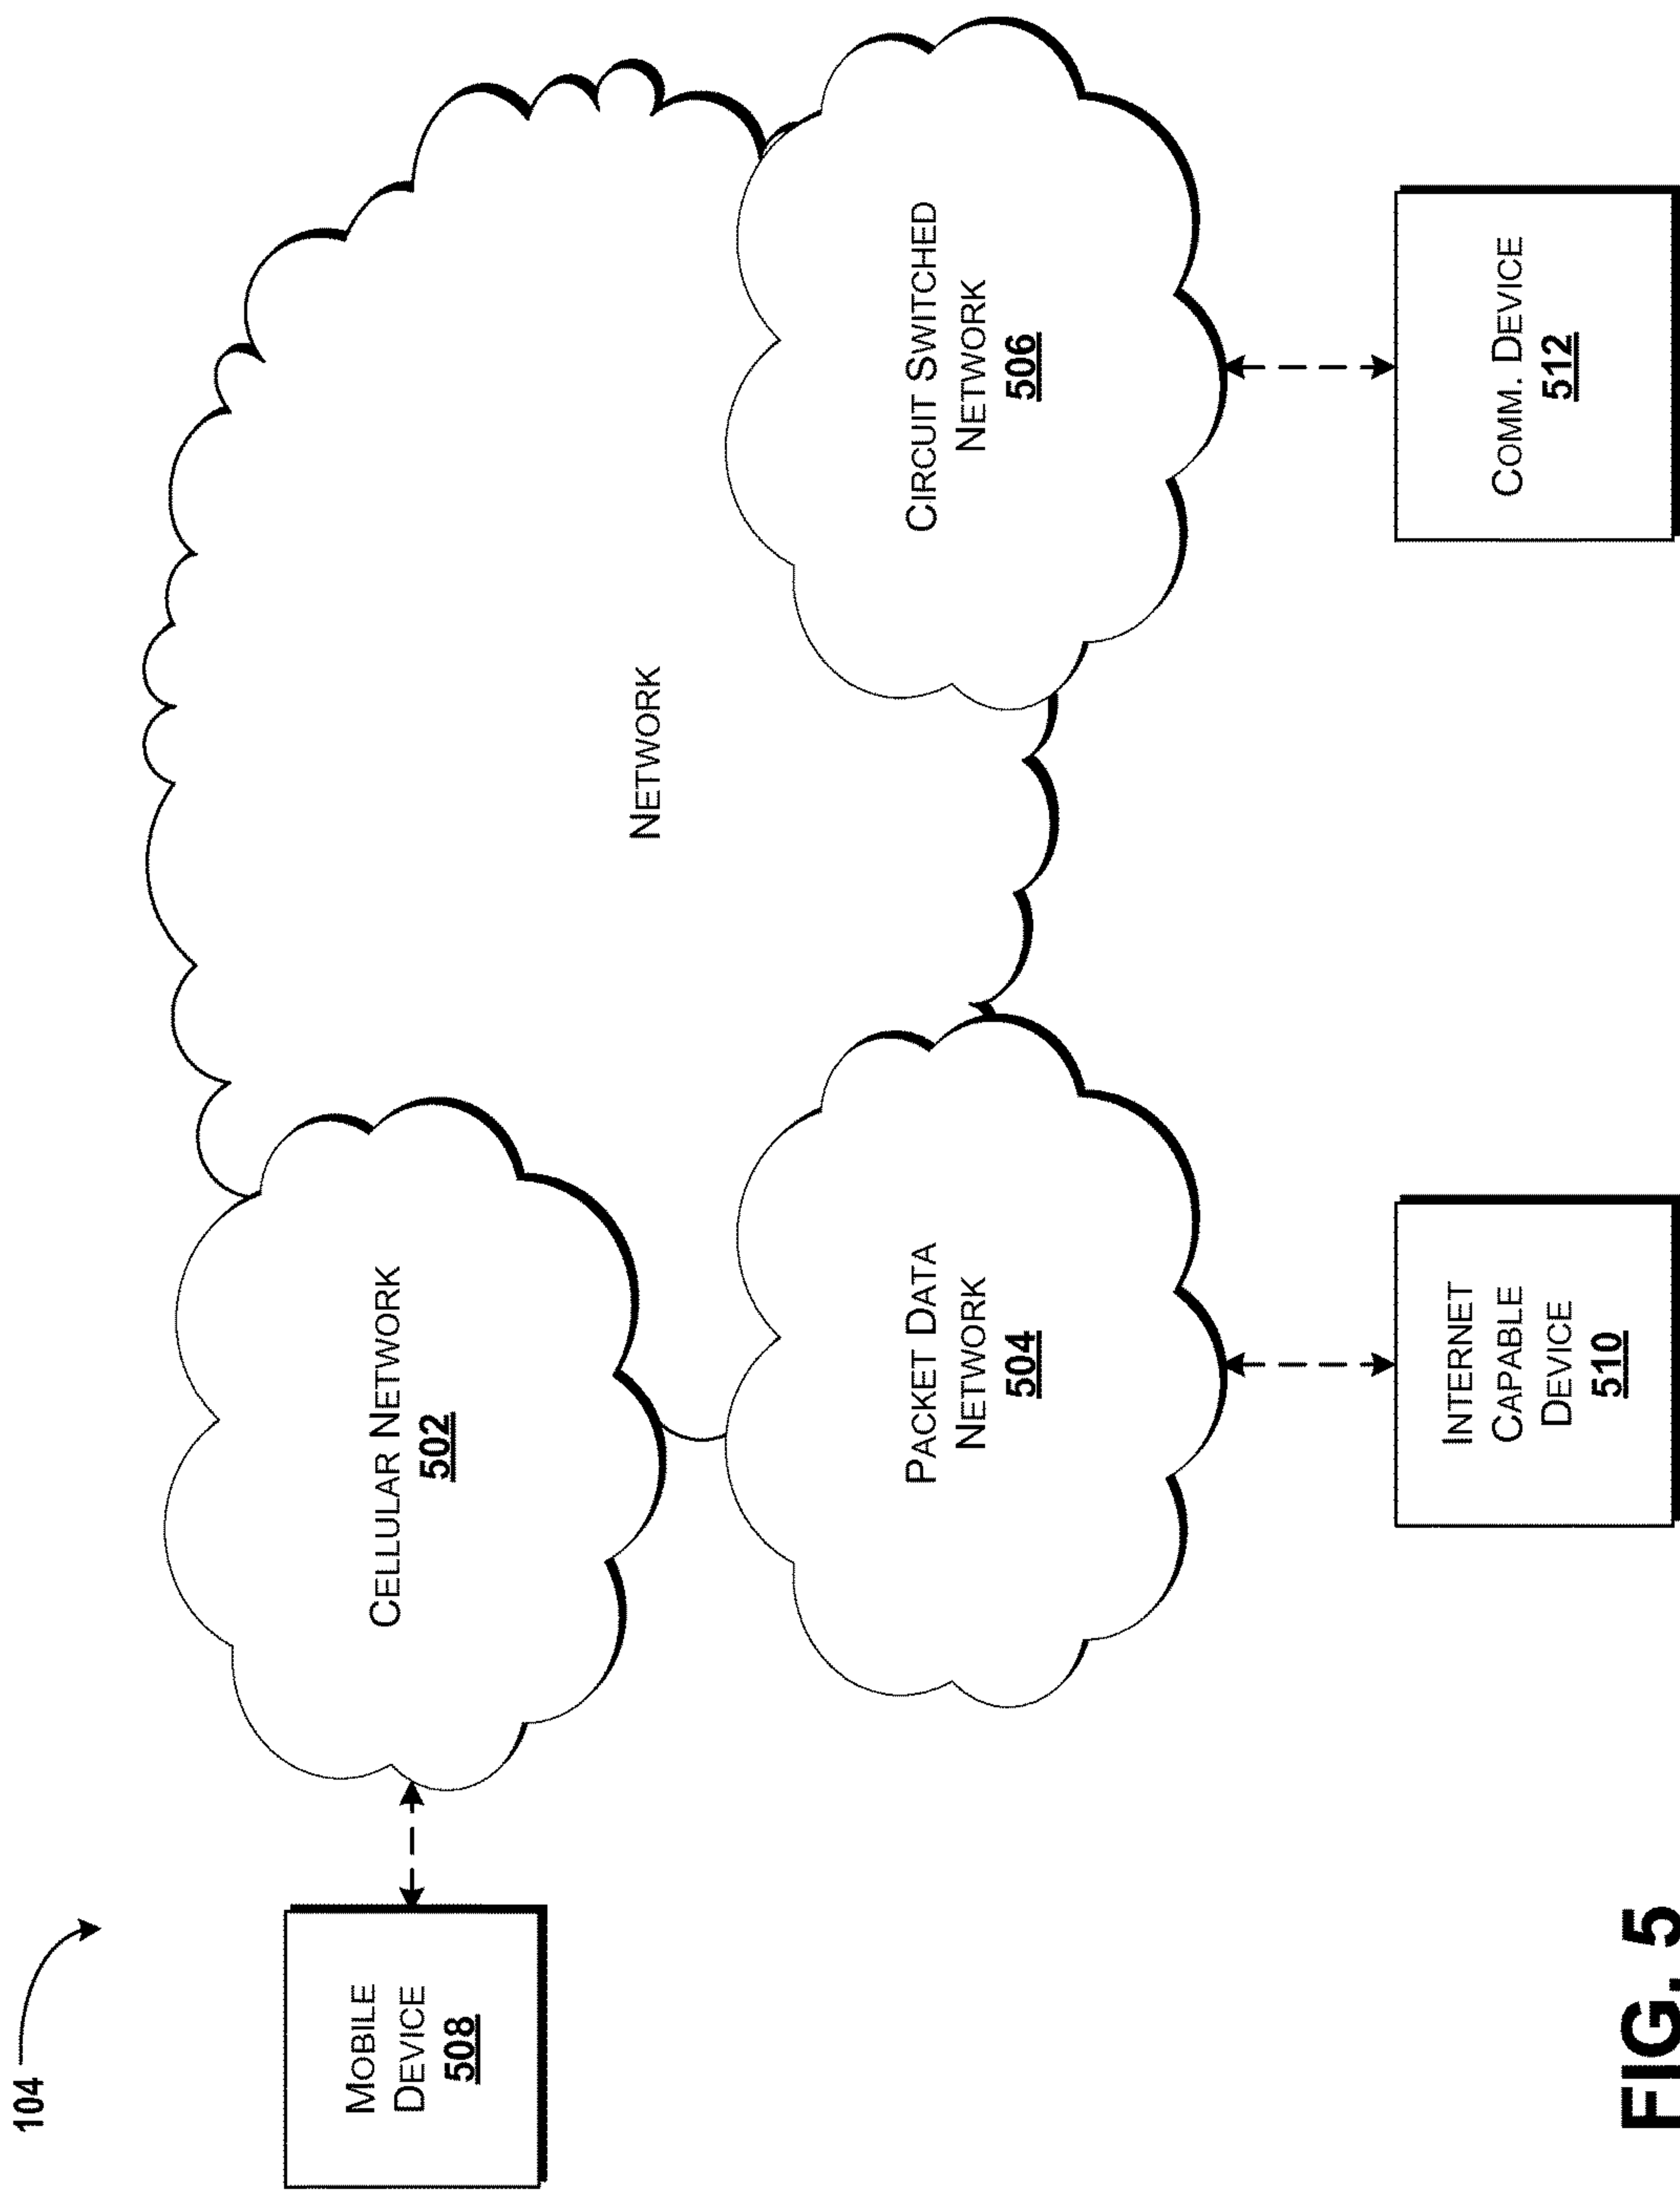 104
MOBILE
DEVICE
508
CELLULAR NETWORK
502
NETWORK
PACKET DATA
NETWORK
504
CIRCUIT SWITCHED
NETWORK
506
INTERNET
CAPABLE
DEVICE
510
COMM. DEVICE
512
FIG. 5